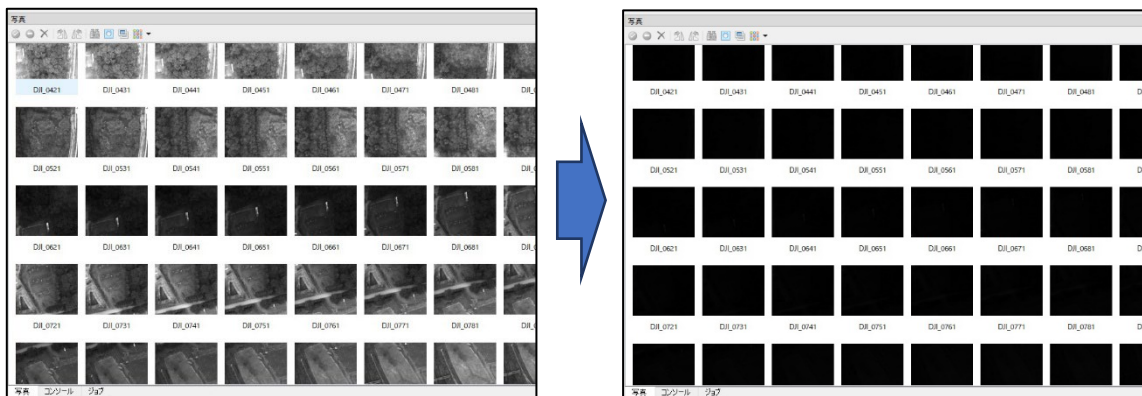 写真
DJI_0421 DJI_0431 DJI_0441 DJI_0451 DJI_0461 DJI_0471 DJI_0481
DJI_0521 DJI_0531 DJI_0541 DJI_0551 DJI_0561 DJI_0571 DJI_0581
DJI_0621 DJI_0631 DJI_0641 DJI_0651 DJI_0661 DJI_0671 DJI_0681
DJI_0721 DJI_0731 DJI_0741 DJI_0751 DJI_0761 DJI_0771 DJI_0781
写真 コンソール ジョブ
写真
DJI_0421 DJI_0431 DJI_0441 DJI_0451 DJI_0461 DJI_0471 DJI_0481
DJI_0521 DJI_0531 DJI_0541 DJI_0551 DJI_0561 DJI_0571 DJI_0581
DJI_0621 DJI_0631 DJI_0641 DJI_0651 DJI_0661 DJI_0671 DJI_0681
DJI_0721 DJI_0731 DJI_0741 DJI_0751 DJI_0761 DJI_0771 DJI_0781
写真 コンソール ジョブ